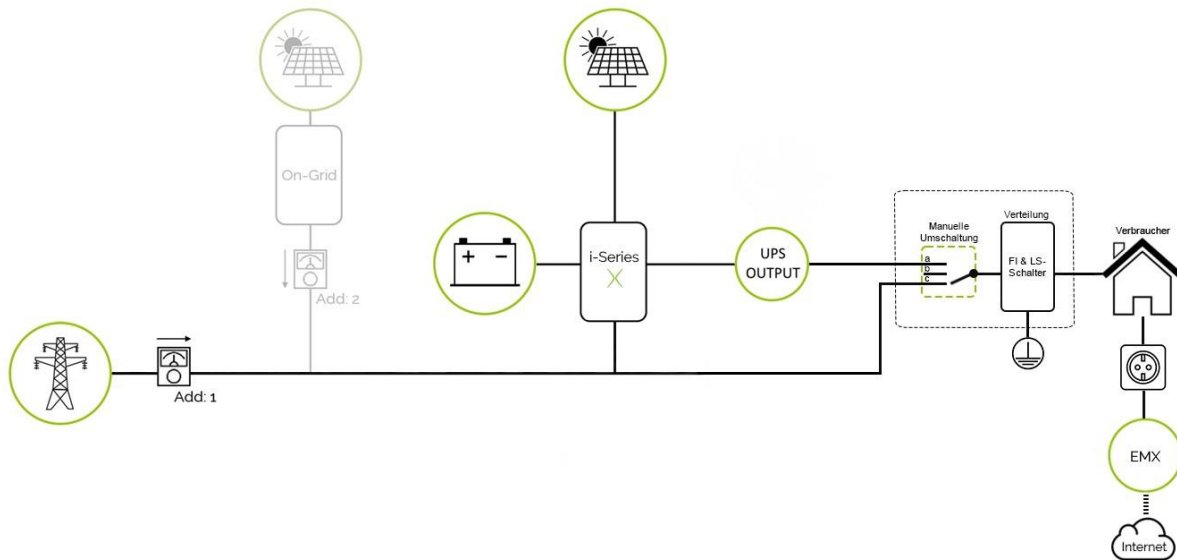 On-Grid
Add: 2
i-Series
X
+ −
UPS
OUTPUT
Manuelle
Umschaltung
a
b
c
Verteilung
FI & LS-
Schalter
Verbraucher
Add: 1
EMX
Internet